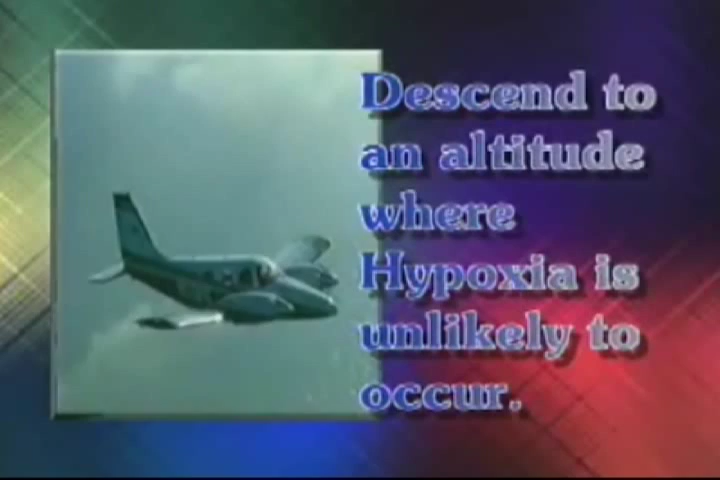 Descend to
an altitude
where
Hypoxia is
unlikely to
occur.